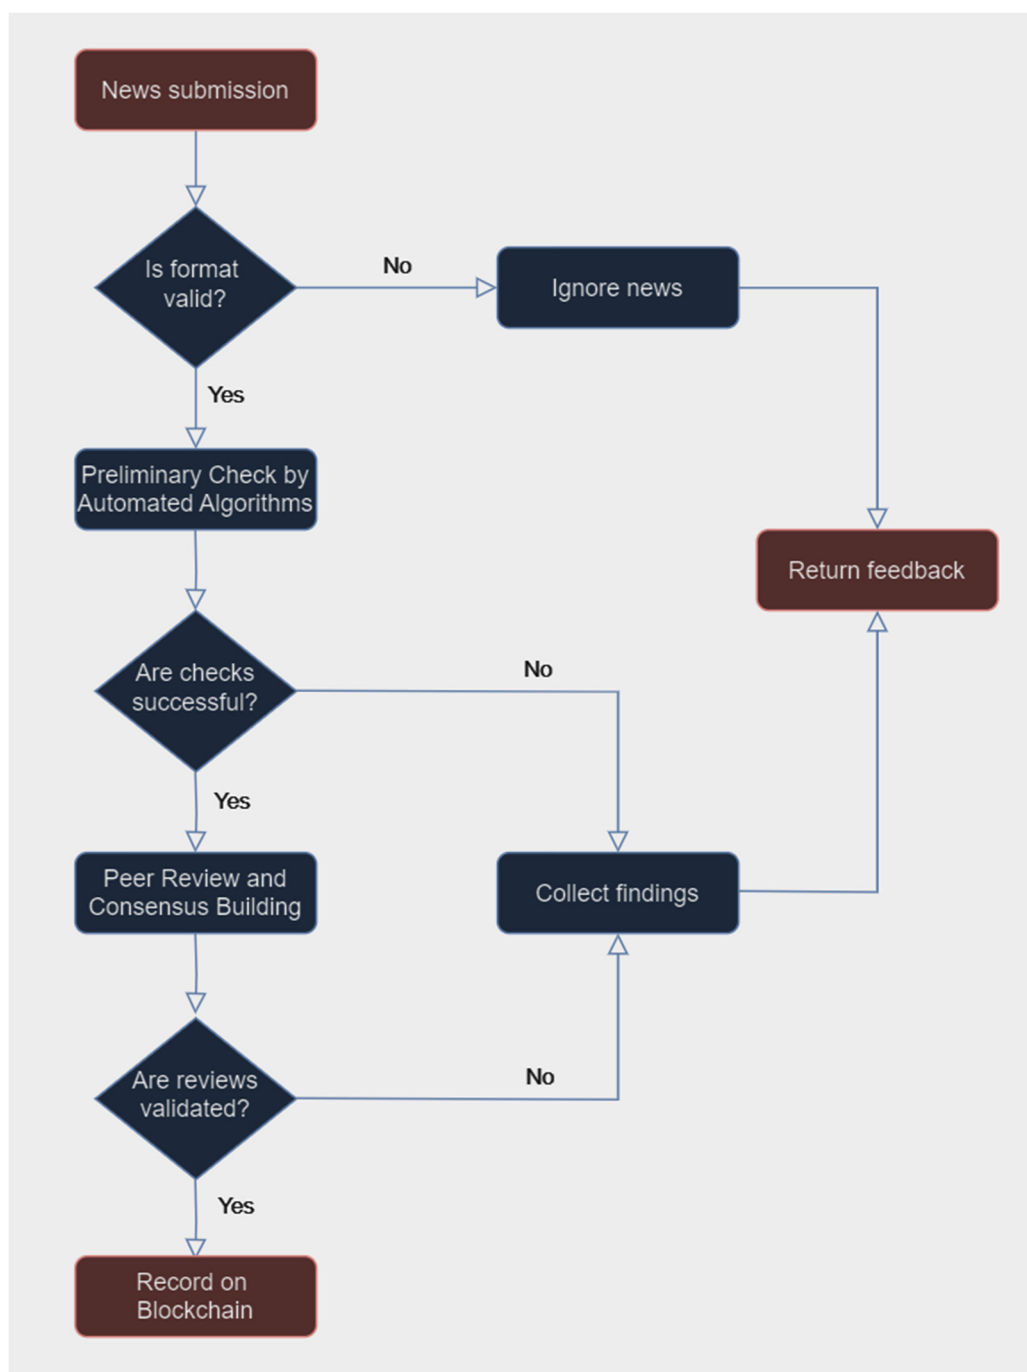 News submission
Is format
valid?
No
Ignore news
Yes
Preliminary Check by
Automated Algorithms
Return feedback
Are checks
successful?
No
Yes
Peer Review and
Consensus Building
Collect findings
Are reviews
validated?
No
Yes
Record on
Blockchain